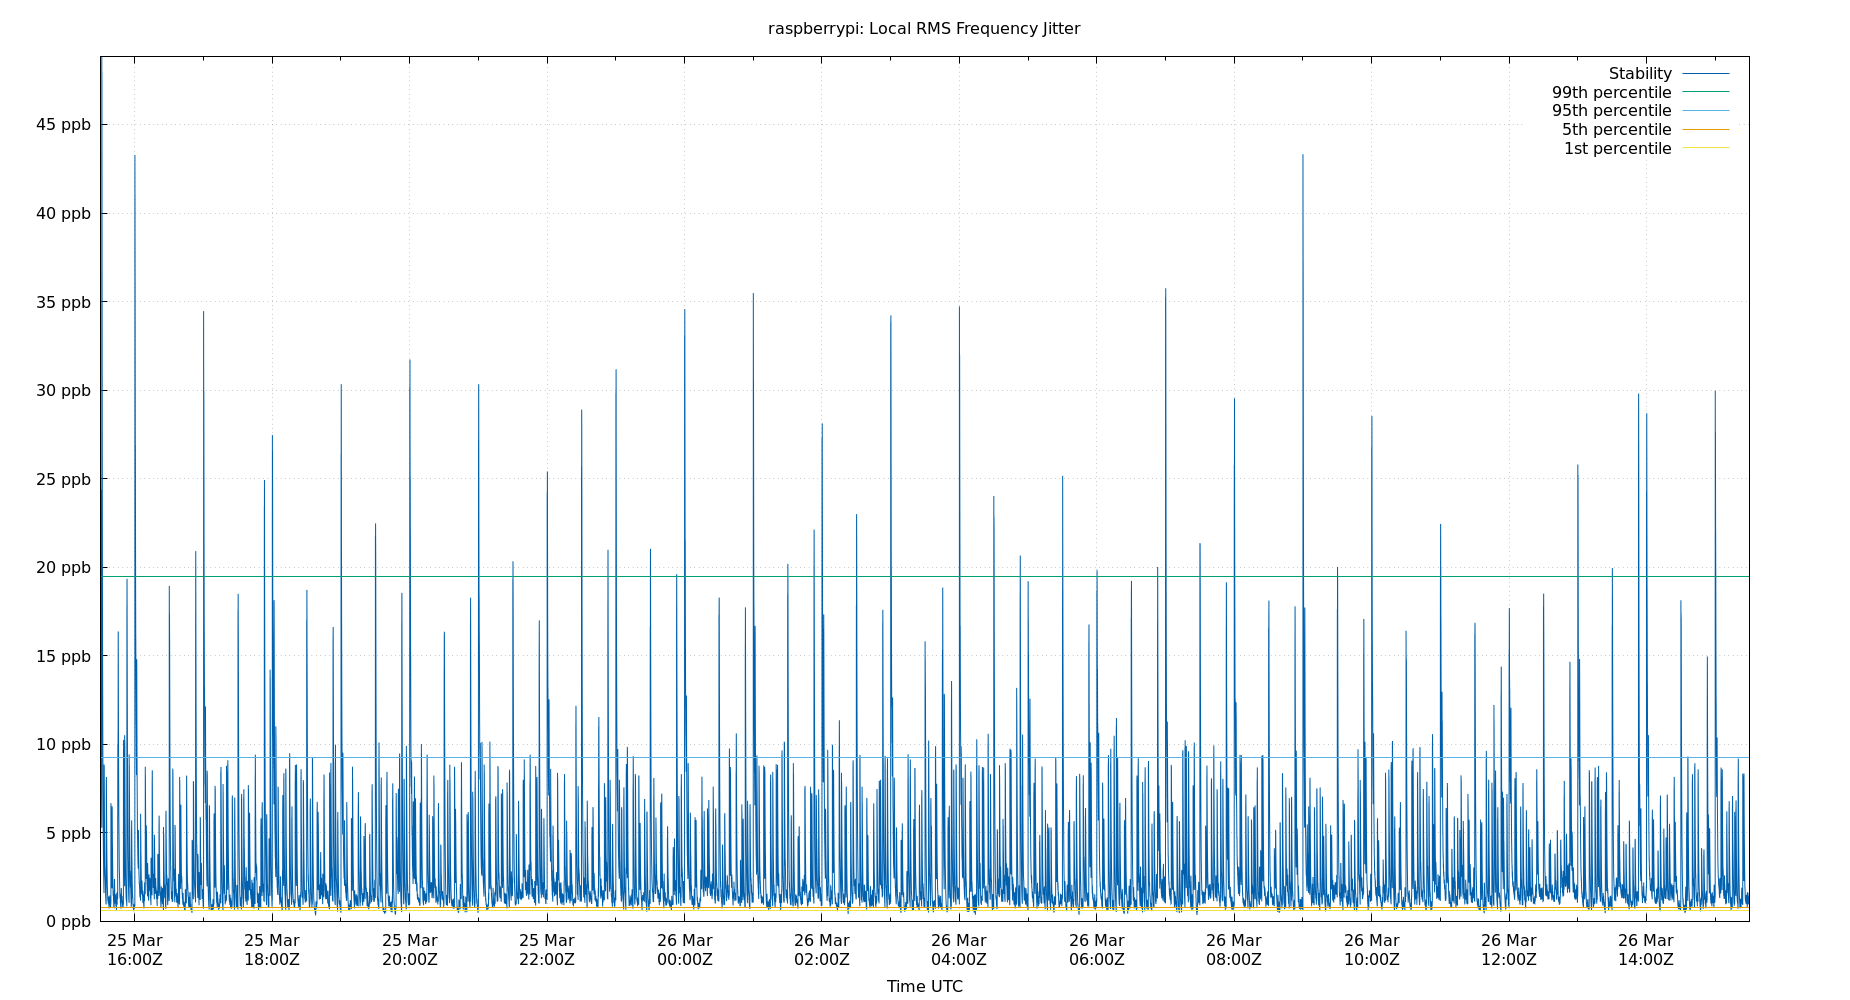 raspberrypi: Local RMS Frequency Jitter
Stability
99th percentile
95th percentile
5th percentile
1st percentile
45 ppb
40 ppb
35 ppb
30 ppb
25 ppb
20 ppb
15 ppb
10 ppb
5 ppb
0 ppb
25 Mar 25 Mar 25 Mar 25 Mar 26 Mar 26 Mar 26 Mar 26 Mar 26 Mar 26 Mar 26 Mar 26 Mar
16:00Z 18:00Z 20:00Z 22:00Z 00:00Z 02:00Z 04:00Z 06:00Z 08:00Z 10:00Z 12:00Z 14:00Z
Time UTC